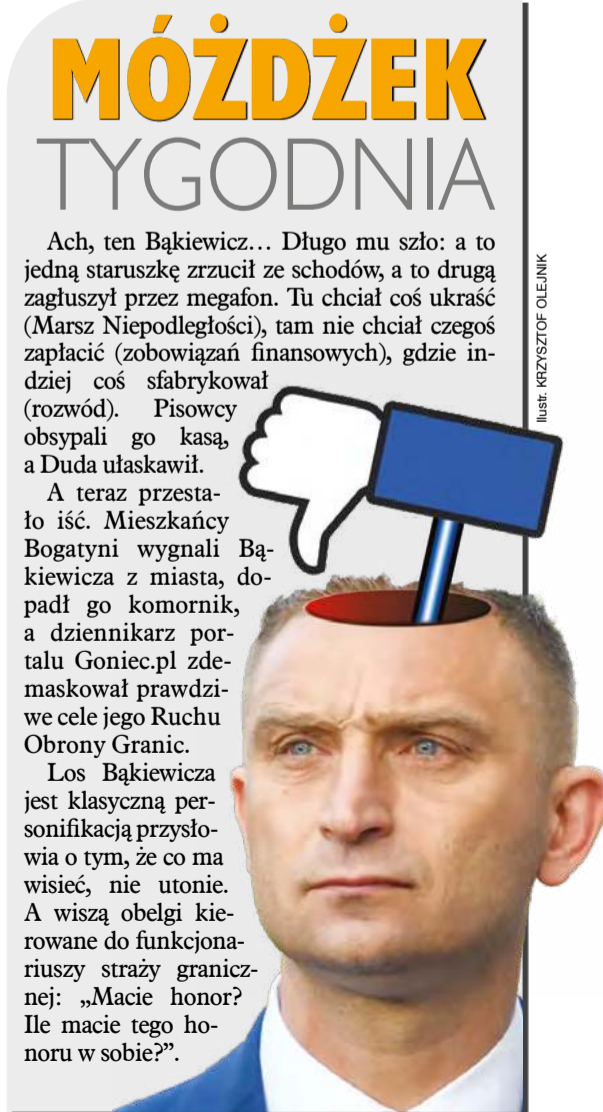 MÓŻDŻEK
TYGODNIA
Ach, ten Bąkiewicz… Długo mu szło: a to
jedną staruszkę zrzucił ze schodów, a to drugą
zagłuszył przez megafon. Tu chciał coś ukraść
(Marsz Niepodległości), tam nie chciał czegoś
zapłacić (zobowiązań finansowych), gdzie in-
dziej coś sfabrykował
(rozwód). Pisowcy
obsypali go kasą,
a Duda ułaskawił.
A teraz przesta-
ło iść. Mieszkańcy
Bogatyni wygnali Bą-
kiewicza z miasta, do-
padł go komornik,
a dziennikarz por-
talu Goniec.pl zde-
maskował prawdzi-
we cele jego Ruchu
Obrony Granic.
Los Bąkiewicza
jest klasyczną per-
sonifikacją przysło-
wia o tym, że co ma
wisieć, nie utonie.
A wiszą obelgi kie-
rowane do funkcjona-
riuszy straży granicz-
nej: „Macie honor?
Ile macie tego ho-
noru w sobie?”.
Ilustr. KRZYSZTOF OLEJNIK